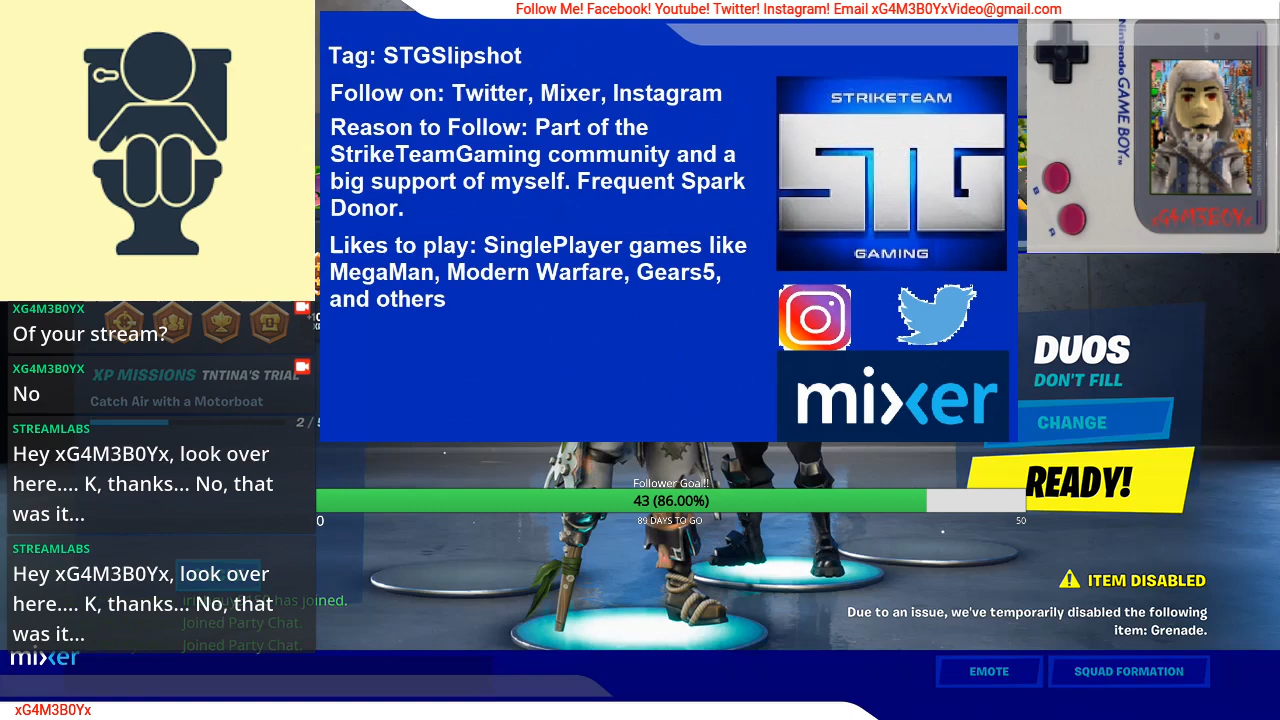 Follow Me! Facebook! Youtube! Twitter! Instagram! Email xG4M3B0YxVideo@gmail.com
Tag: STGSlipshot
Follow on: Twitter, Mixer, Instagram
Reason to Follow: Part of the
StrikeTeamGaming community and a
big support of myself. Frequent Spark
Donor.
Likes to play: SinglePlayer games like
MegaMan, Modern Warfare, Gears5,
and others
STRIKETEAM
STG
GAMING
mixer
Nintendo GAME BOY™
xG4M3B0Yx
XG4M3B0YX
Of your stream?
XG4M3B0YX
No
XP MISSIONS TNTINA'S TRIAL
Catch Air with a Motorboat
2 / 5
STREAMLABS
Hey xG4M3B0Yx, look over
here.... K, thanks... No, that
was it...
STREAMLABS
Hey xG4M3B0Yx, look over
here.... K, thanks... No, that
was it...
has joined.
Joined Party Chat.
Joined Party Chat.
mixer
Follower Goal!!
43 (86.00%)
0
89 DAYS TO GO
50
DUOS
DON'T FILL
CHANGE
READY!
ITEM DISABLED
Due to an issue, we've temporarily disabled the following
item: Grenade.
EMOTE
SQUAD FORMATION
xG4M3B0Yx